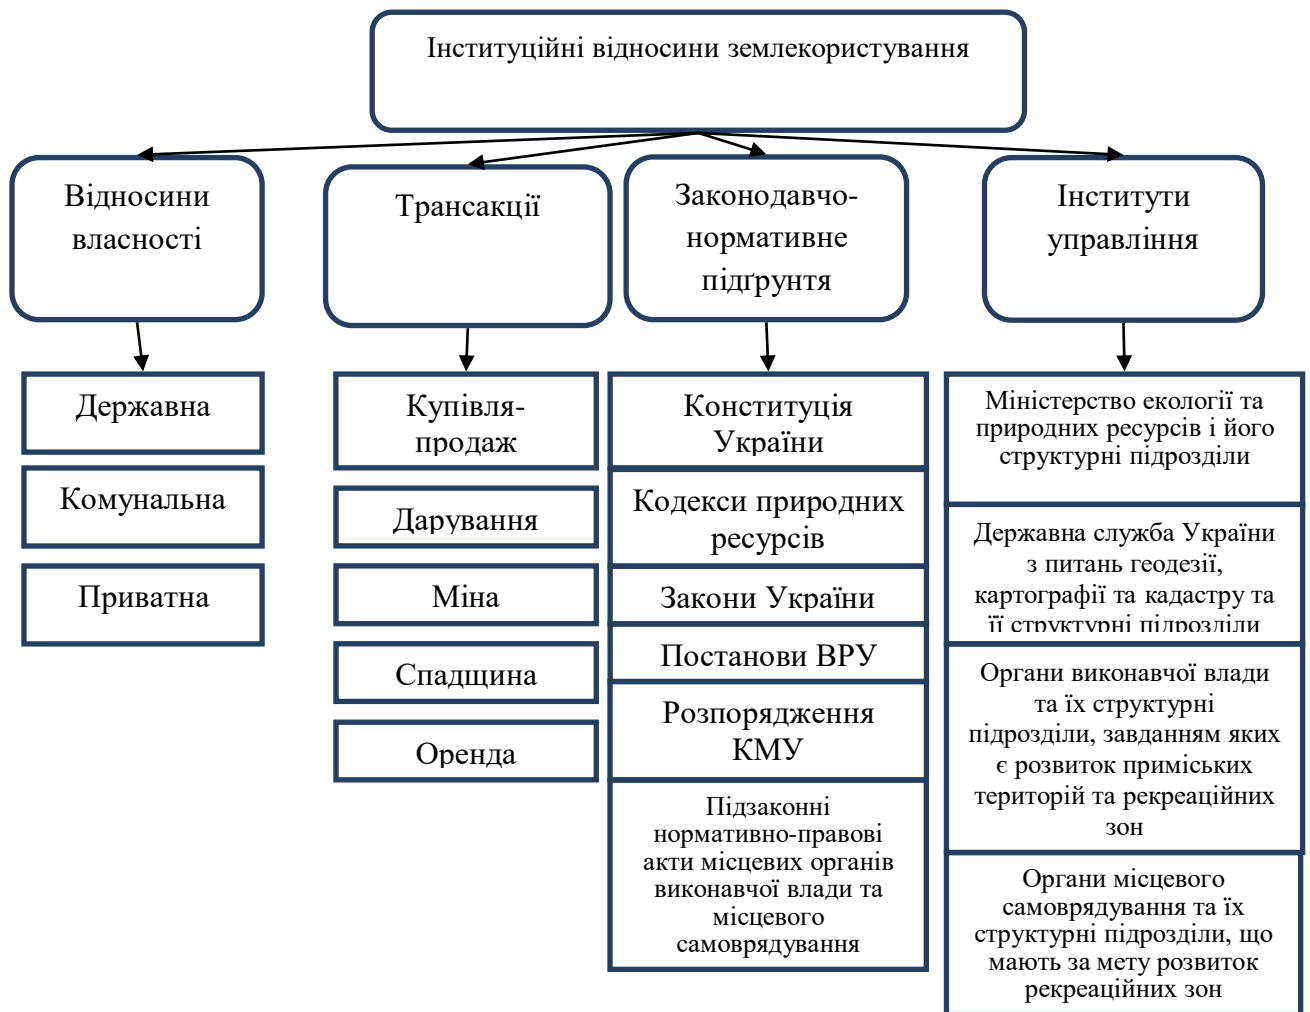 Інституційні відносини землекористування
Відносини
власності
Трансакції
Законодавчо-
нормативне
підґрунтя
Інститути
управління
Державна
Комунальна
Приватна
Купівля-
продаж
Дарування
Міна
Спадщина
Оренда
Конституція
України
Кодекси природних
ресурсів
Закони України
Постанови ВРУ
Розпорядження
КМУ
Підзаконні
нормативно-правові
акти місцевих органів
виконавчої влади та
місцевого
самоврядування
Міністерство екології та
природних ресурсів і його
структурні підрозділи
Державна служба України
з питань геодезії,
картографії та кадастру та
її структурні підрозділи
Органи виконавчої влади
та їх структурні
підрозділи, завданням яких
є розвиток приміських
територій та рекреаційних
зон
Органи місцевого
самоврядування та їх
структурні підрозділи, що
мають за мету розвиток
рекреаційних зон